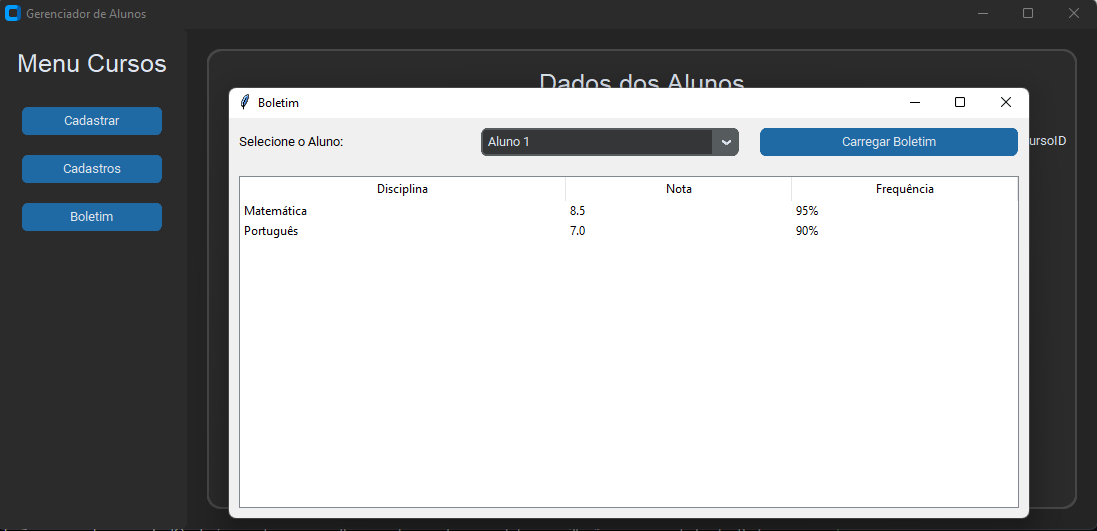 Gerenciador de Alunos
Menu Cursos
Cadastrar
Cadastros
Boletim
Dados dos Alunos
Boletim
Selecione o Aluno:
Aluno 1
Carregar Boletim
ursoID
Disciplina Nota Frequência
Matemática 8.5 95%
Português 7.0 90%